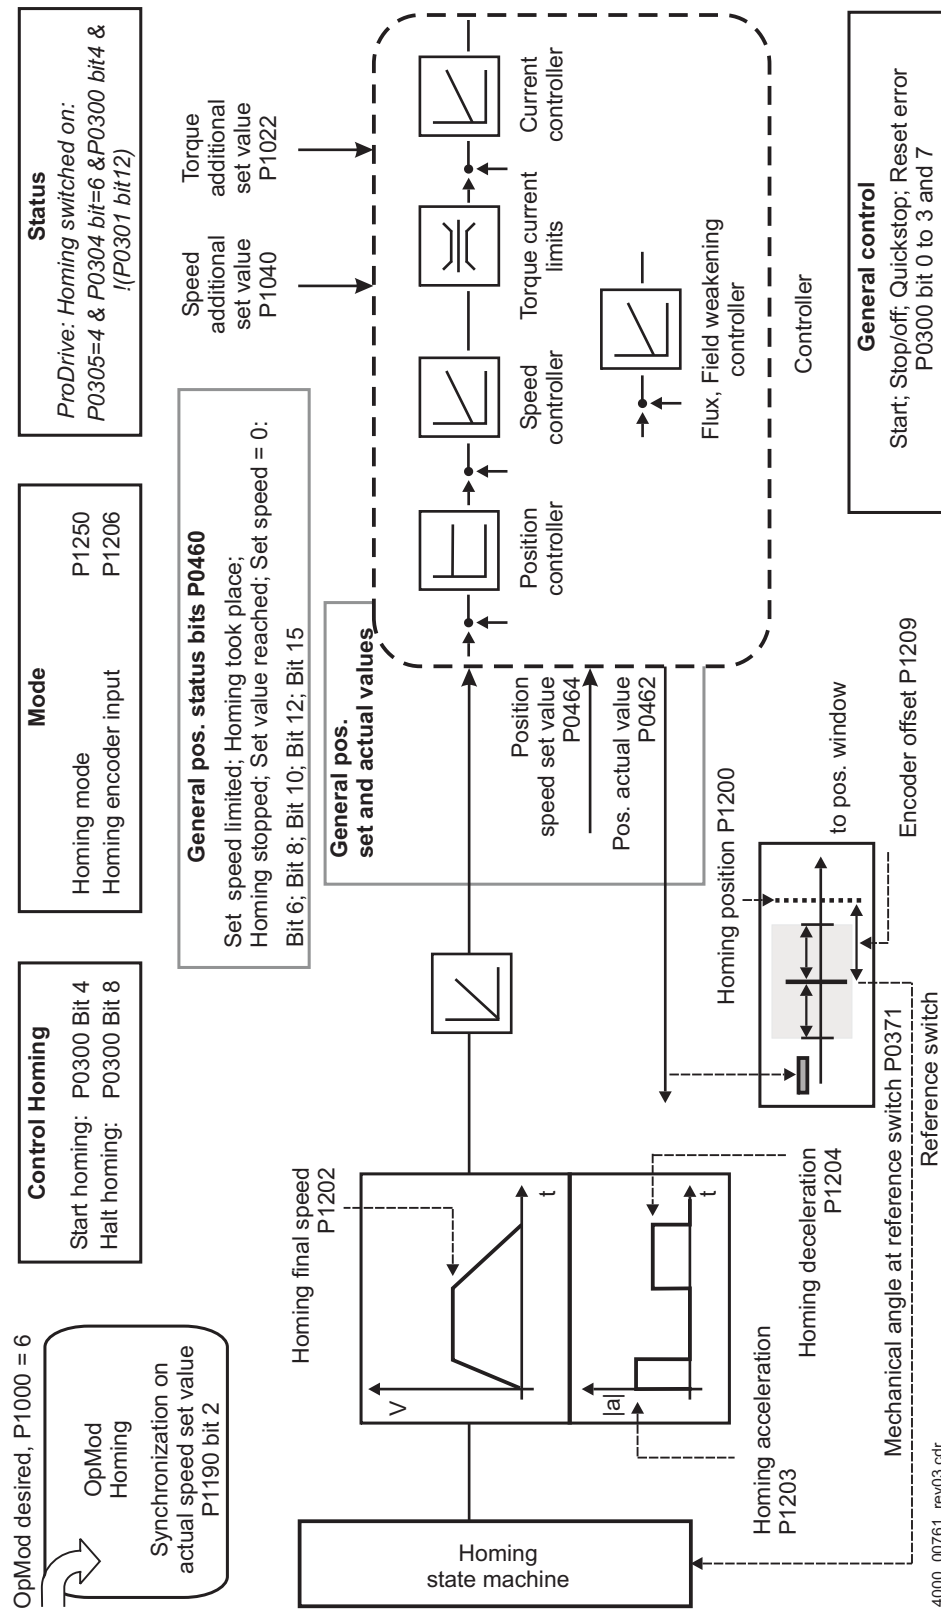 OpMod desired, P1000 = 6
OpMod
Homing
Synchronization on
actual speed set value
P1190 bit 2
Control Homing
Start homing: P0300 Bit 4
Halt homing: P0300 Bit 8
Mode
Homing mode P1250
Homing encoder input P1206
Status
ProDrive: Homing switched on:
P0305=4 & P0304 bit=6 &P0300 bit4 &
!(P0301 bit12)
General pos. status bits P0460
Set speed limited; Homing took place;
Homing stopped; Set value reached; Set speed = 0:
Bit 6; Bit 8; Bit 10; Bit 12; Bit 15
Speed
additional
set value
P1040
Torque
additional
set value
P1022
General pos.
set and actual values
Homing final speed
P1202
V
t
|a|
t
Homing
state machine
Homing acceleration
P1203
Homing deceleration
P1204
Position
speed set value
P0464
Pos. actual value
P0462
Position
controller
Speed
controller
Torque current
limits
Current
controller
Flux, Field weakening
controller
Controller
Homing position P1200
to pos. window
Encoder offset P1209
Mechanical angle at reference switch P0371
Reference switch
General control
Start; Stop/off; Quickstop; Reset error
P0300 bit 0 to 3 and 7
4000_00761_rev03.cdr